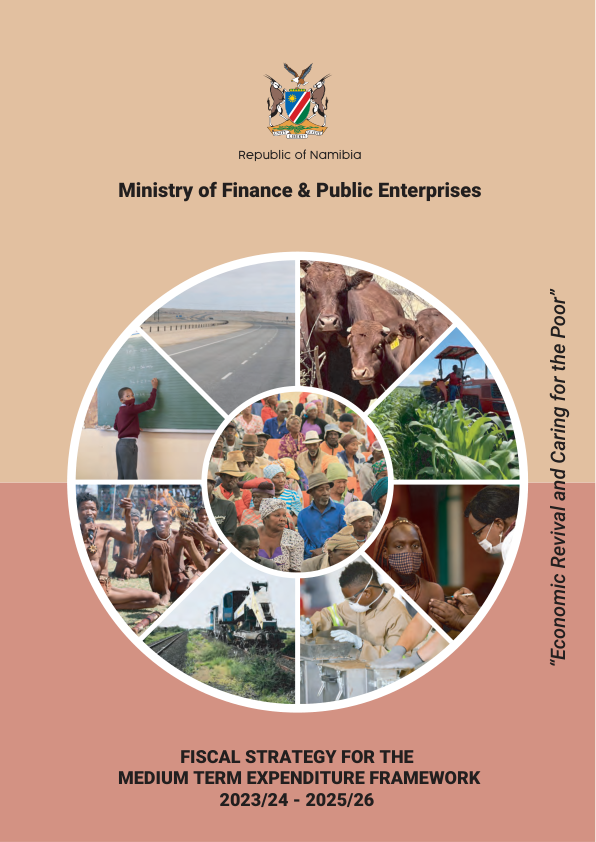 Republic of Namibia
Ministry of Finance & Public Enterprises
“Economic Revival and Caring for the Poor”
FISCAL STRATEGY FOR THE
MEDIUM TERM EXPENDITURE FRAMEWORK
2023/24 - 2025/26